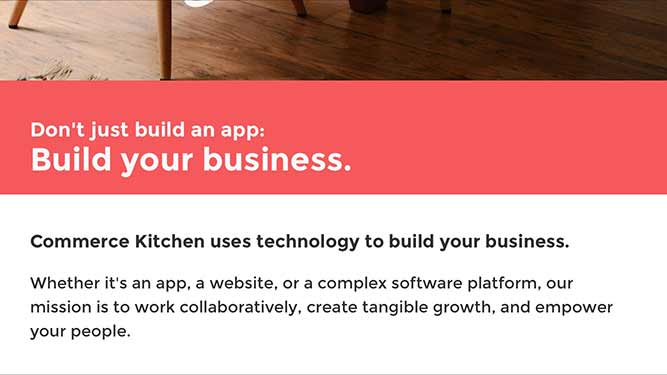 Don't just build an app:
Build your business.
Commerce Kitchen uses technology to build your business.
Whether it's an app, a website, or a complex software platform, our
mission is to work collaboratively, create tangible growth, and empower
your people.